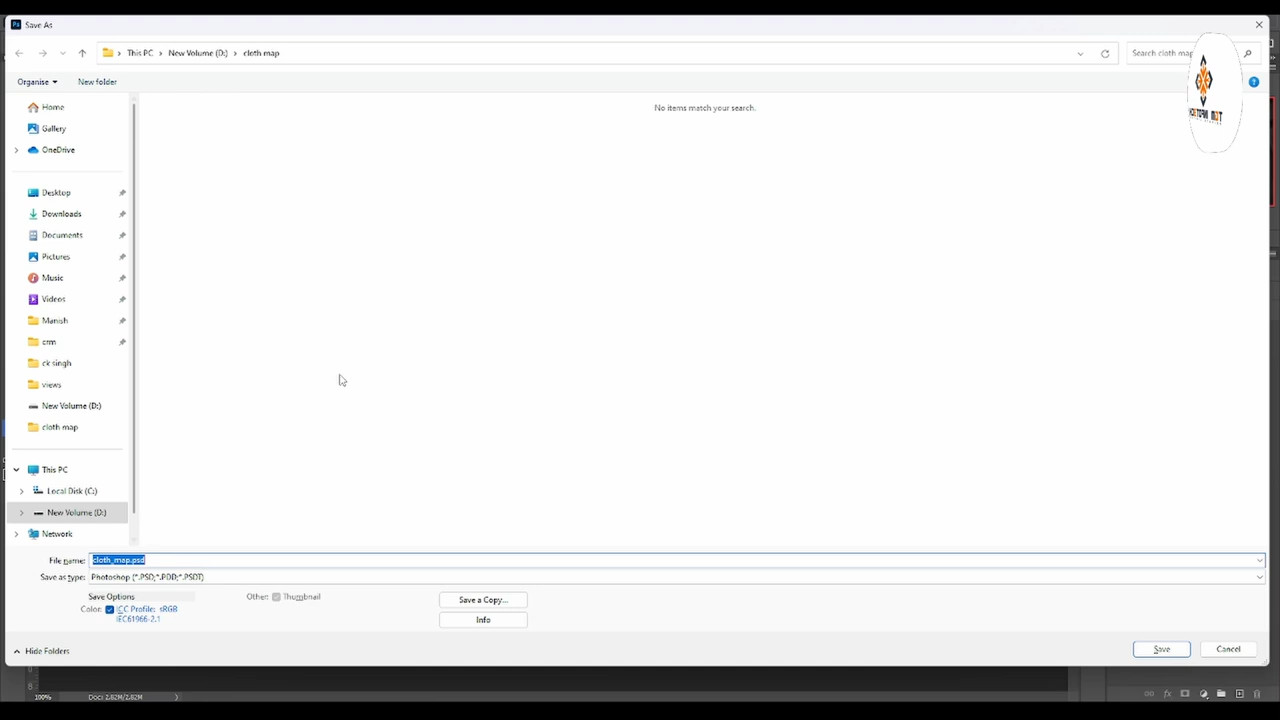 Save As
This PC
New Volume (D:)
cloth map
Search cloth map
Organise
New folder
No items match your search.
Home
Gallery
OneDrive
Desktop
Downloads
Documents
Pictures
Music
Videos
Manish
crm
ck singh
views
New Volume (D:)
cloth map
This PC
Local Disk (C:)
New Volume (D:)
Network
File name: cloth_map.psd
Save as type: Photoshop (*.PSD;*.PDD;*.PSDT)
Save Options
Other: Thumbnail
Save a Copy...
Color: ICC Profile: sRGB
IEC61966-2.1
Info
Hide Folders
Save
Cancel
8
100%
Doc: 2.82M/2.82M